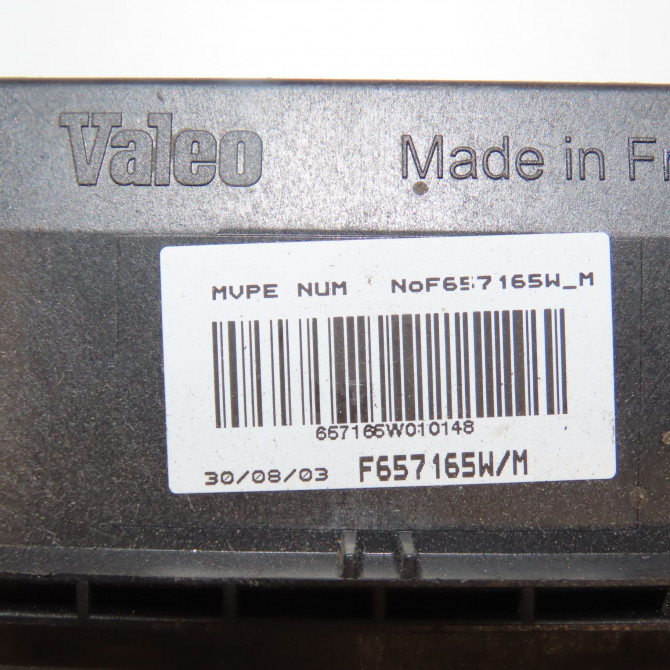 Valeo Made in Fr
MVPE NUM NoF657165W_M
657165W010148
30/08/03 F657165W/M